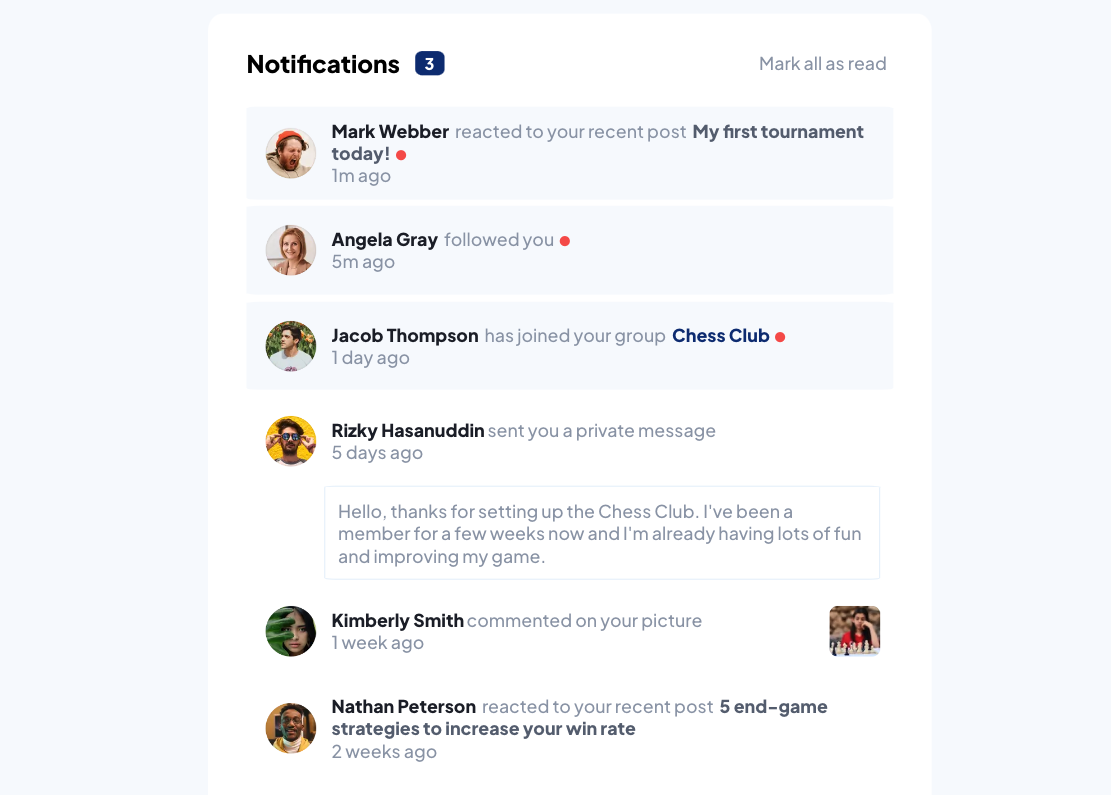 Notifications 3 Mark all as read
Mark Webber reacted to your recent post My first tournament
today!
1m ago
Angela Gray followed you
5m ago
Jacob Thompson has joined your group Chess Club
1 day ago
Rizky Hasanuddin sent you a private message
5 days ago
Hello, thanks for setting up the Chess Club. I've been a
member for a few weeks now and I'm already having lots of fun
and improving my game.
Kimberly Smith commented on your picture
1 week ago
Nathan Peterson reacted to your recent post 5 end-game
strategies to increase your win rate
2 weeks ago